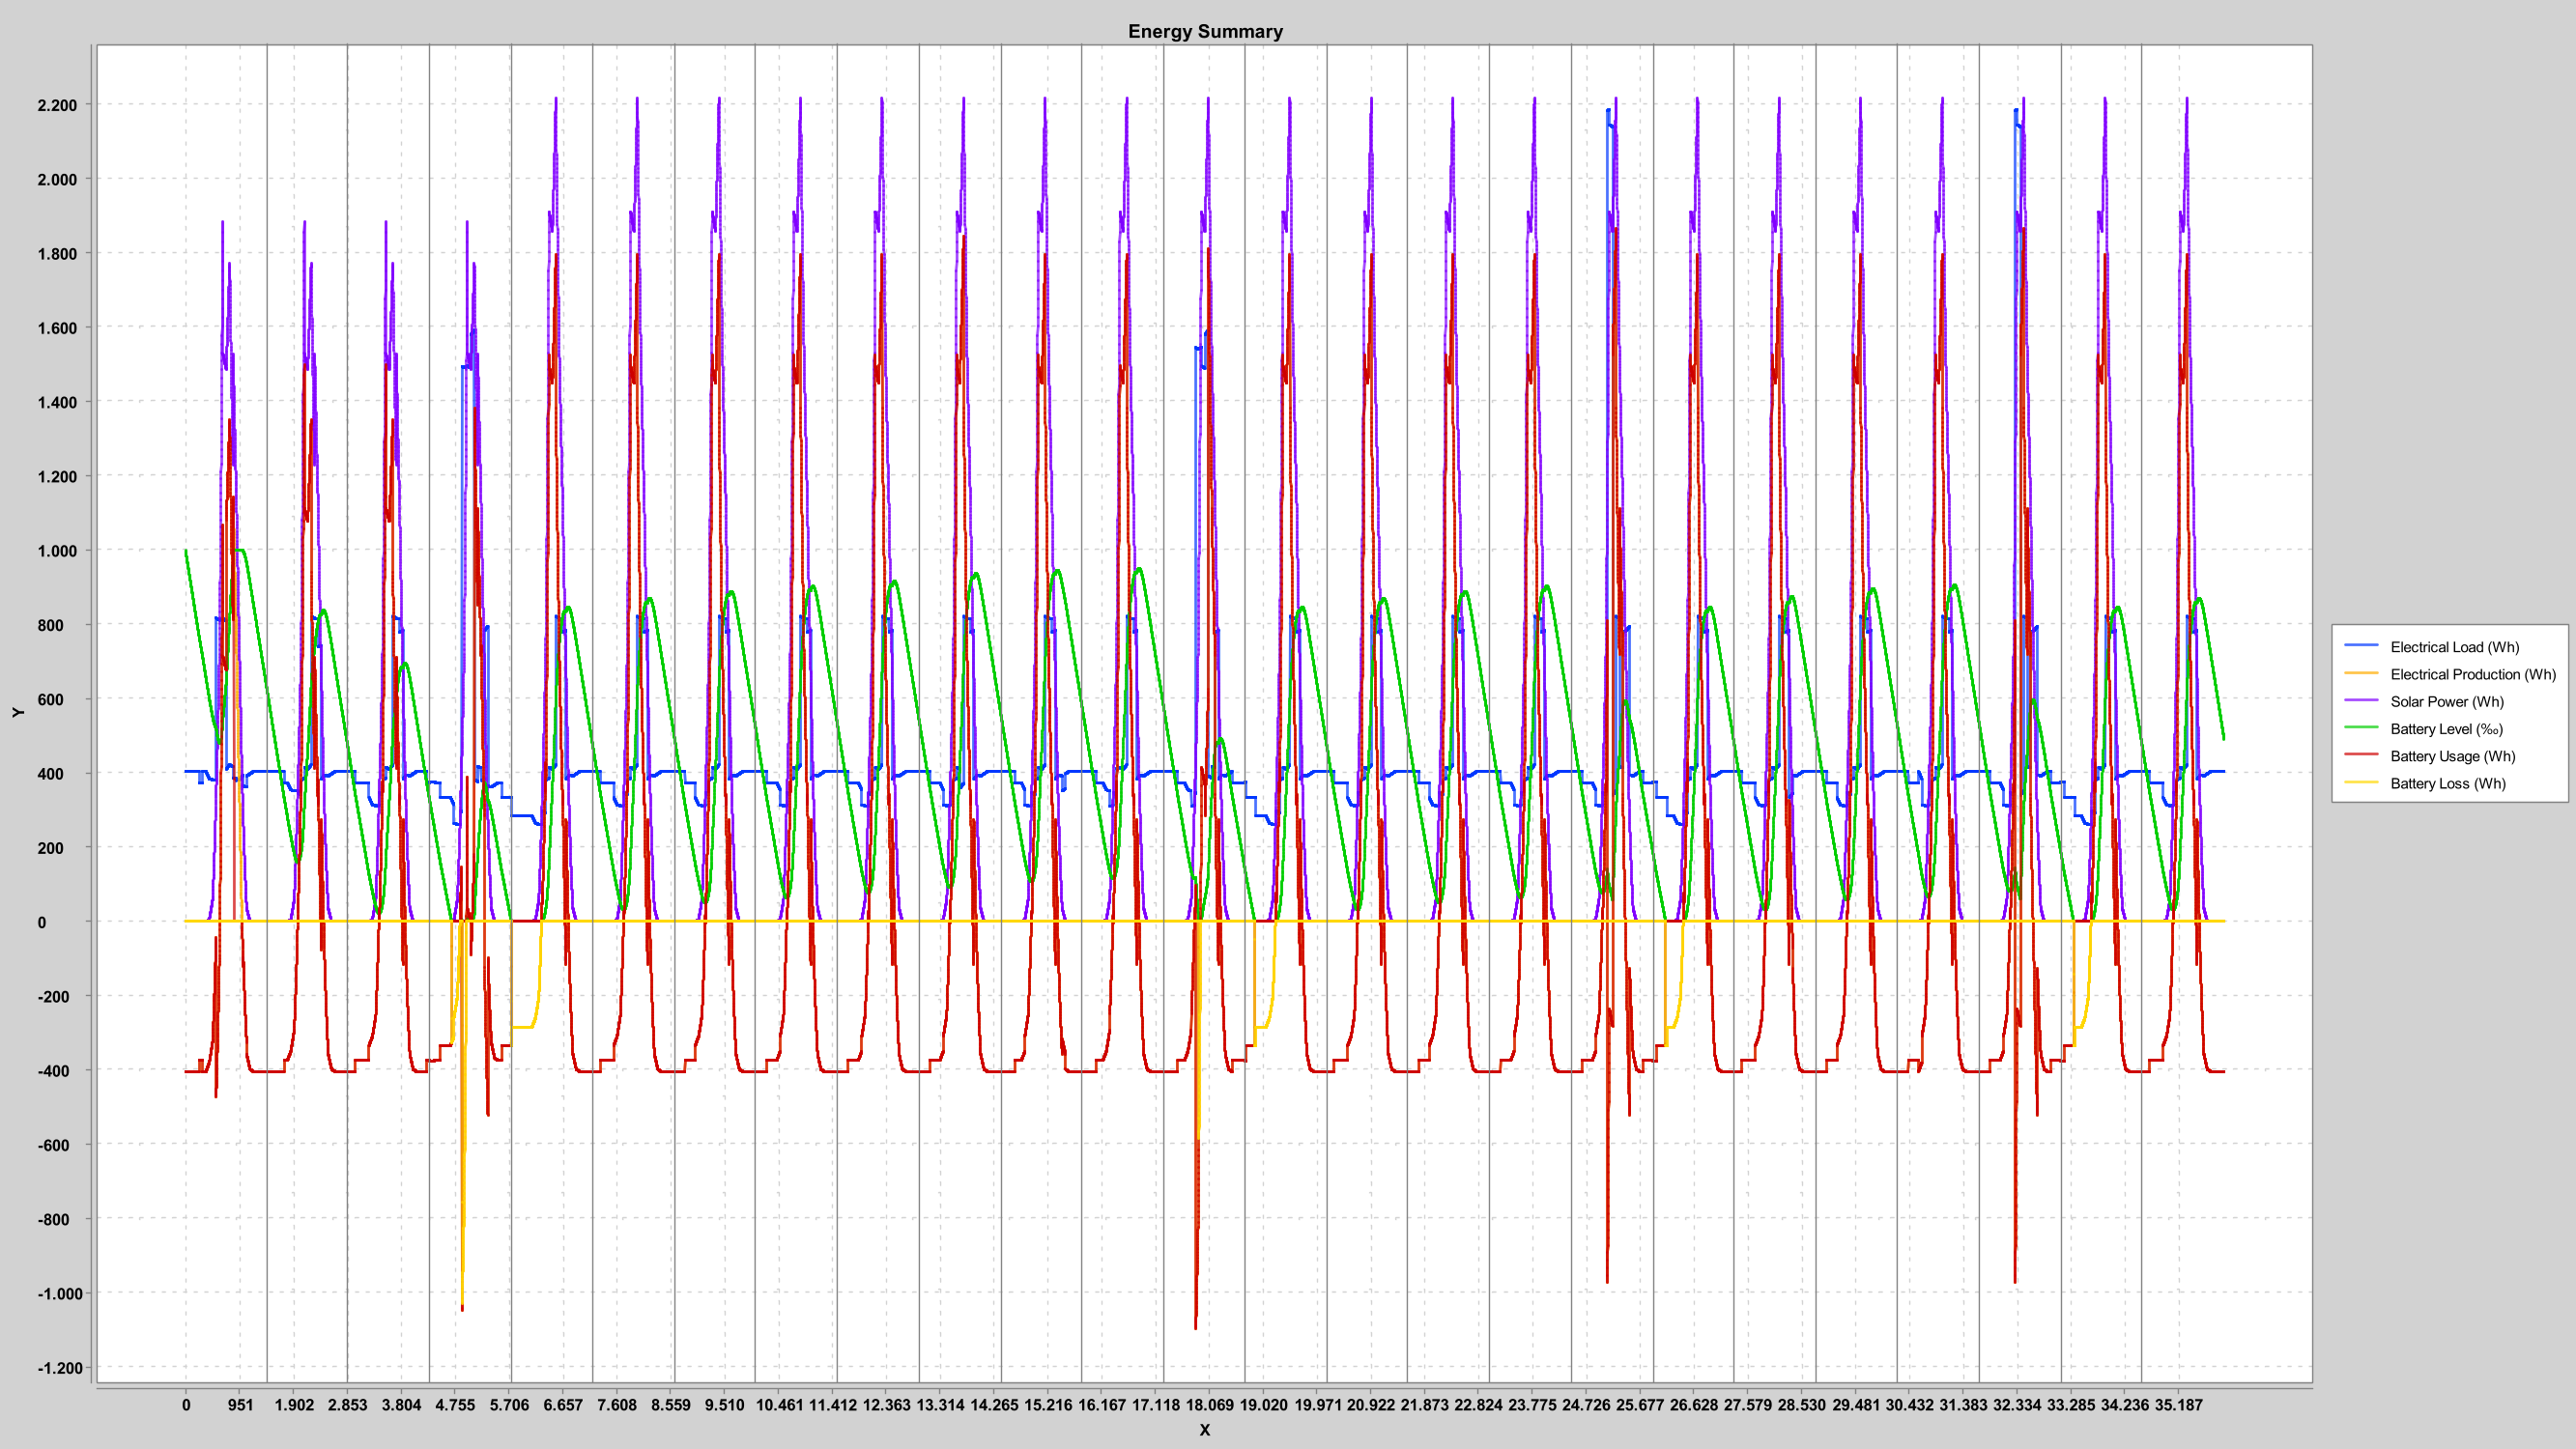 Energy Summary
2.200
2.000
1.800
1.600
1.400
1.200
1.000
800
600
400
200
0
-200
-400
-600
-800
-1.000
-1.200
Y
0 951 1.902 2.853 3.804 4.755 5.706 6.657 7.608 8.559 9.510 10.461 11.412 12.363 13.314 14.265 15.216 16.167 17.118 18.069 19.020 19.971 20.922 21.873 22.824 23.775 24.726 25.677 26.628 27.579 28.530 29.481 30.432 31.383 32.334 33.285 34.236 35.187
X
Electrical Load (Wh)
Electrical Production (Wh)
Solar Power (Wh)
Battery Level (‰)
Battery Usage (Wh)
Battery Loss (Wh)